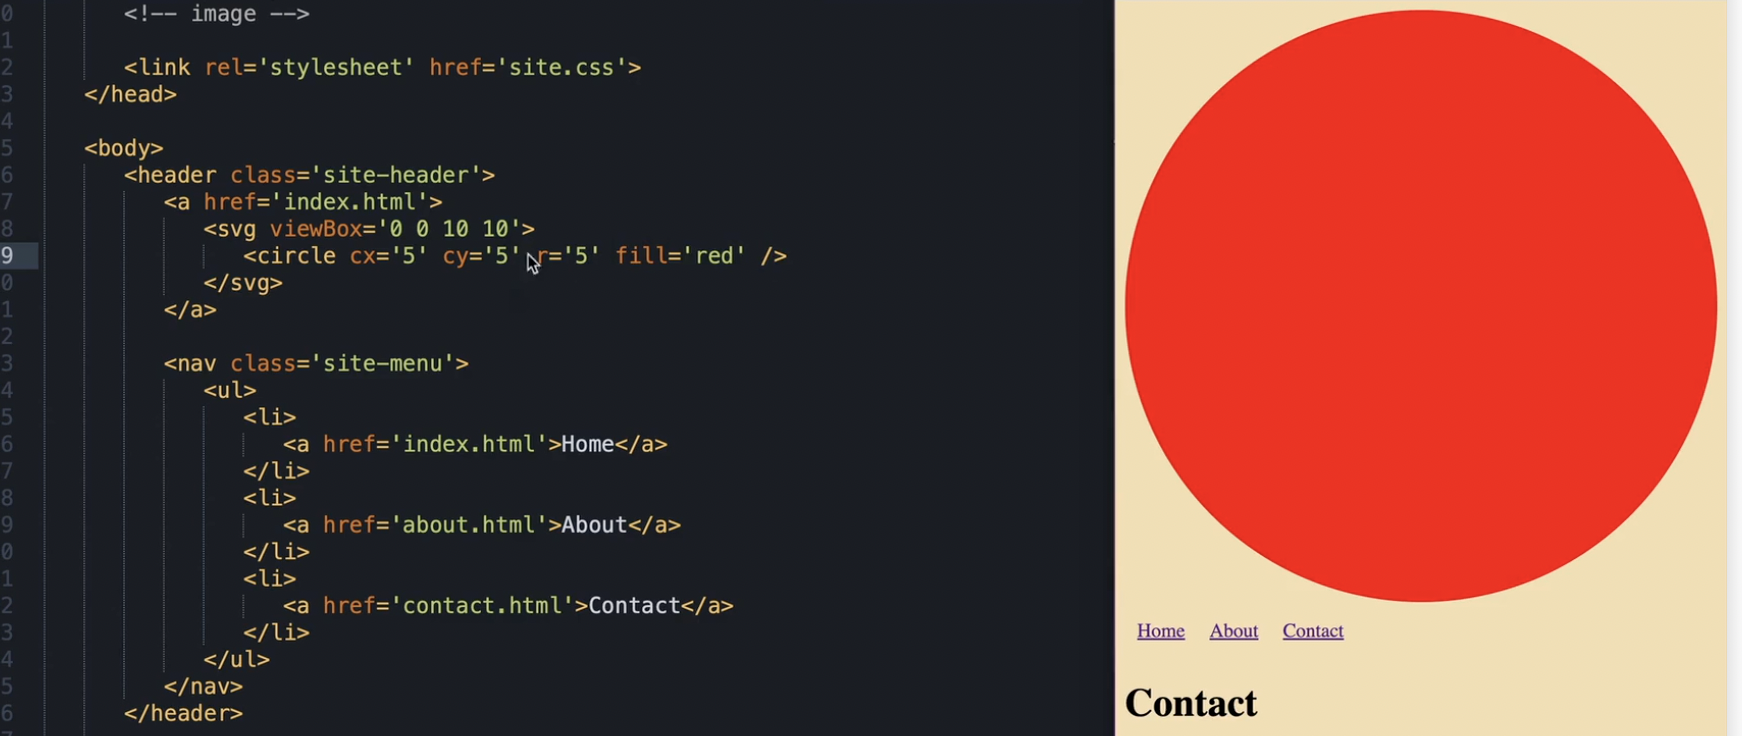 0 <!-- image -->
1
2 <link rel='stylesheet' href='site.css'>
3 </head>
4
5 <body>
6 <header class='site-header'>
7 <a href='index.html'>
8 <svg viewBox='0 0 10 10'>
9 <circle cx='5' cy='5' r='5' fill='red' />
0 </svg>
1 </a>
2
3 <nav class='site-menu'>
4 <ul>
5 <li>
6 <a href='index.html'>Home</a>
7 </li>
8 <li>
9 <a href='about.html'>About</a>
0 </li>
1 <li>
2 <a href='contact.html'>Contact</a>
3 </li>
4 </ul>
5 </nav>
6 </header>
Home About Contact
Contact